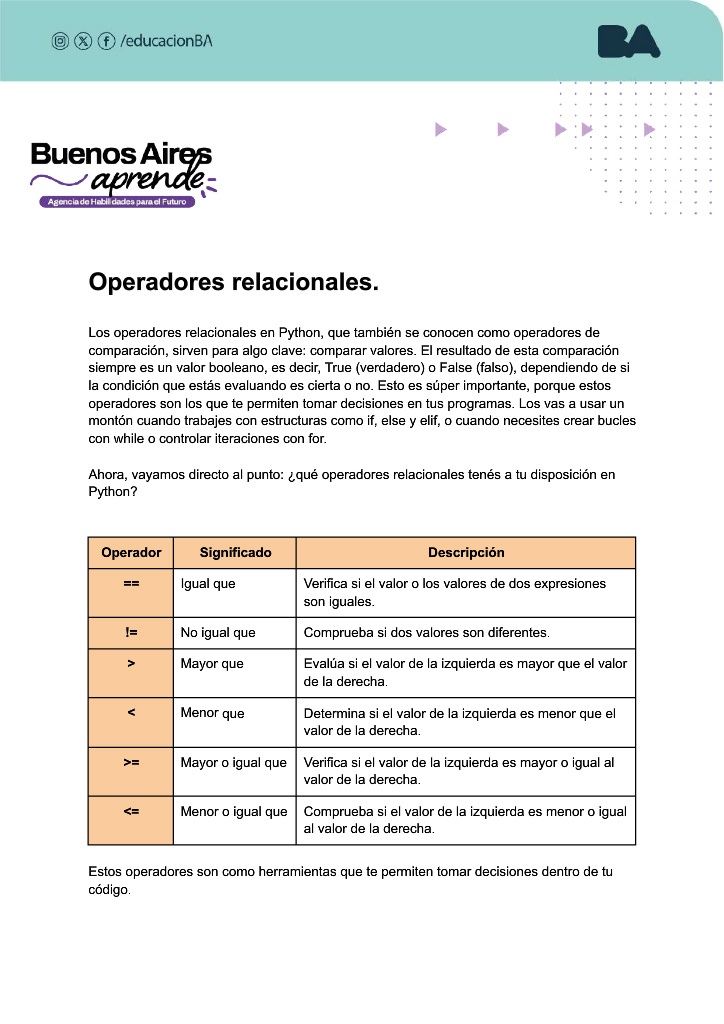 /educacionBA
BA
Buenos Aires
aprende
Agencia de Habilidades para el Futuro
Operadores relacionales.
Los operadores relacionales en Python, que también se conocen como operadores de
comparación, sirven para algo clave: comparar valores. El resultado de esta comparación
siempre es un valor booleano, es decir, True (verdadero) o False (falso), dependiendo de si
la condición que estás evaluando es cierta o no. Esto es súper importante, porque estos
operadores son los que te permiten tomar decisiones en tus programas. Los vas a usar un
montón cuando trabajes con estructuras como if, else y elif, o cuando necesites crear bucles
con while o controlar iteraciones con for.
Ahora, vayamos directo al punto: ¿qué operadores relacionales tenés a tu disposición en
Python?
Operador Significado Descripción
== Igual que Verifica si el valor o los valores de dos expresiones
son iguales.
!= No igual que Comprueba si dos valores son diferentes.
> Mayor que Evalúa si el valor de la izquierda es mayor que el valor
de la derecha.
< Menor que Determina si el valor de la izquierda es menor que el
valor de la derecha.
>= Mayor o igual que Verifica si el valor de la izquierda es mayor o igual al
valor de la derecha.
<= Menor o igual que Comprueba si el valor de la izquierda es menor o igual
al valor de la derecha.
Estos operadores son como herramientas que te permiten tomar decisiones dentro de tu
código.